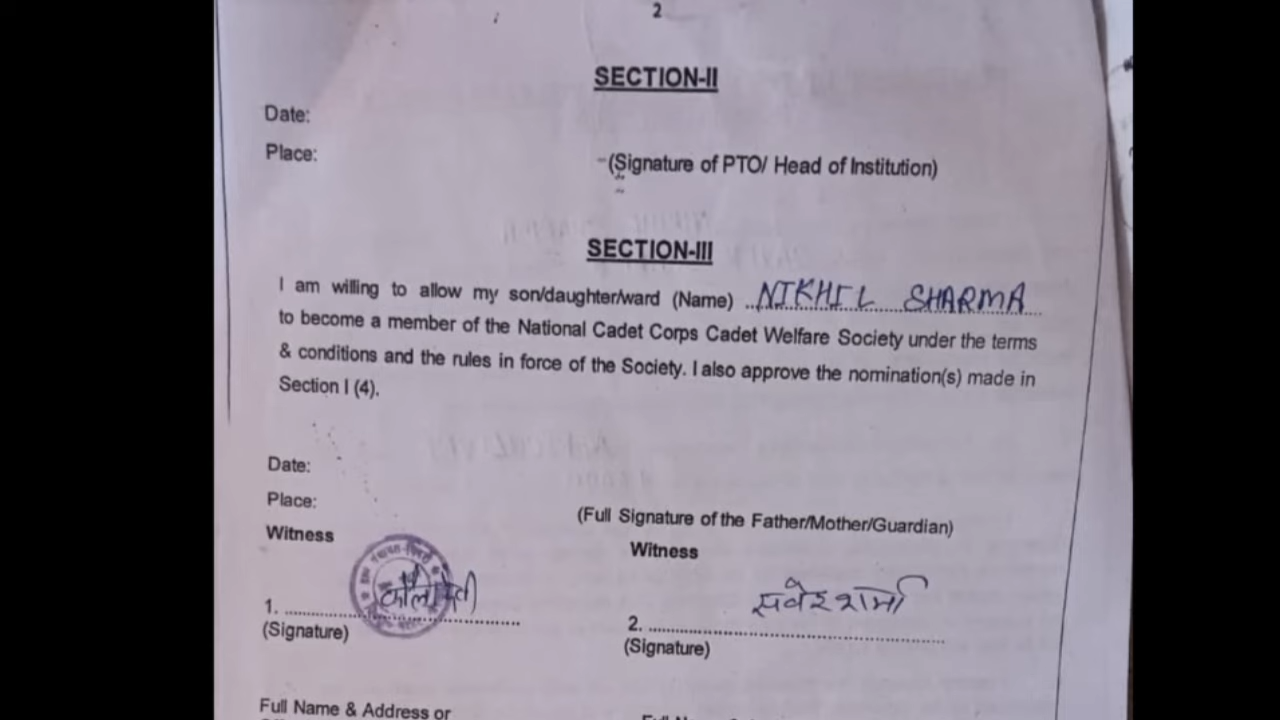 2
SECTION-II
Date:
Place:
(Signature of PTO/ Head of Institution)
SECTION-III
I am willing to allow my son/daughter/ward (Name) NIKHIL SHARMA
to become a member of the National Cadet Corps Cadet Welfare Society under the terms
& conditions and the rules in force of the Society. I also approve the nomination(s) made in
Section I (4).
Date:
Place:
(Full Signature of the Father/Mother/Guardian)
Witness
Witness
1.
(Signature)
2.
(Signature)
Full Name & Address or